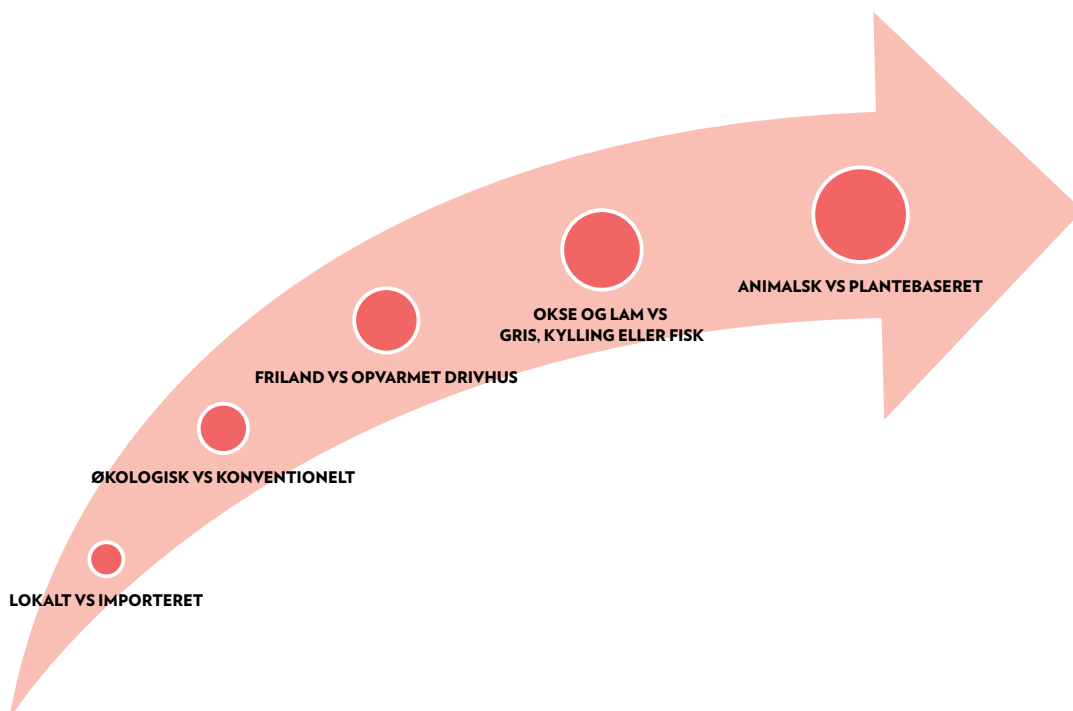 ANIMALSK VS PLANTEBASERET
OKSE OG LAM VS
GRIS, KYLLING ELLER FISK
FRILAND VS OPVARMET DRIVHUS
ØKOLOGISK VS KONVENTIONELT
LOKALT VS IMPORTERET